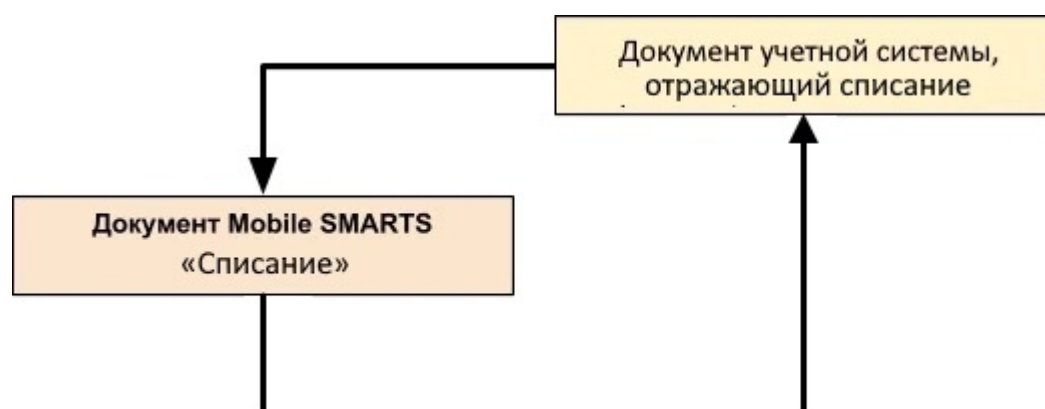 Документ учетной системы,
отражающий списание
Документ Mobile SMARTS
«Списание»